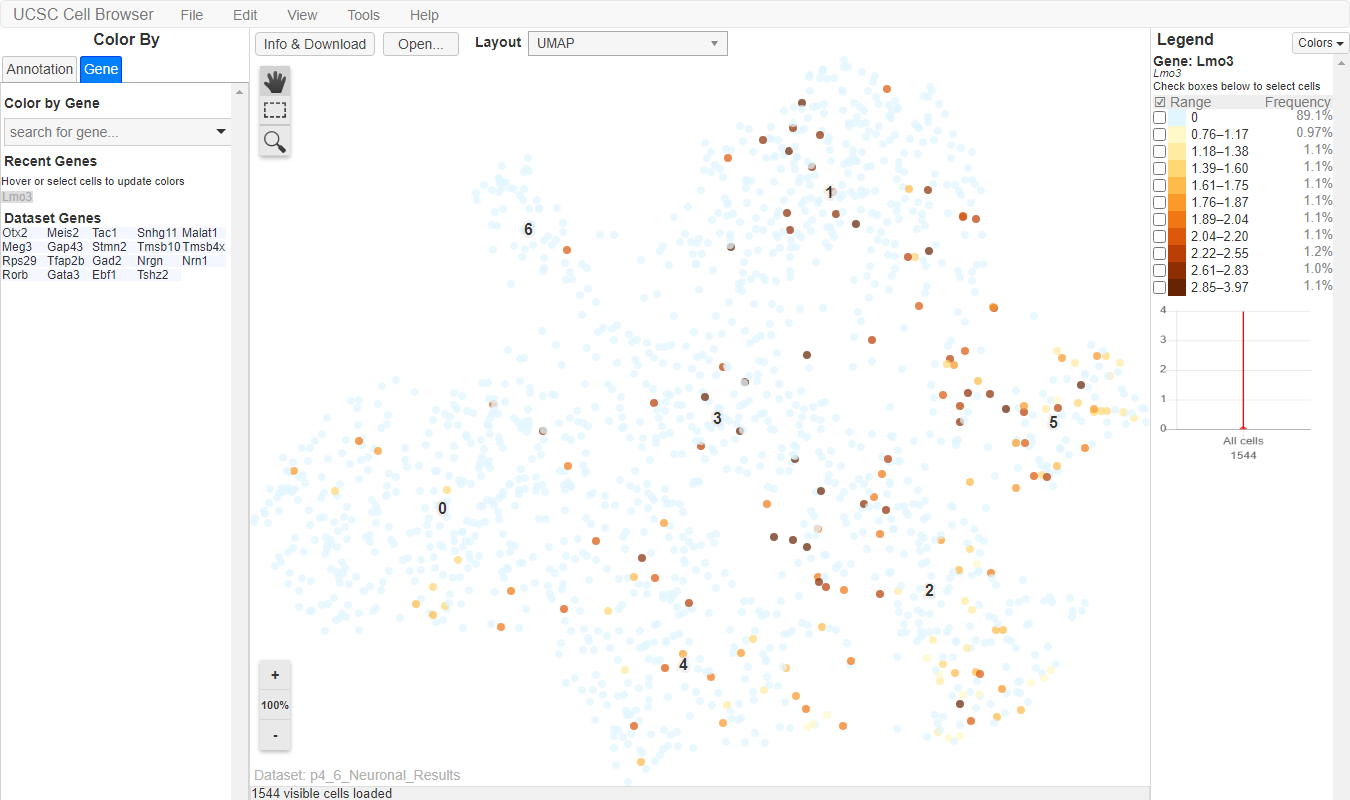 UCSC Cell Browser File Edit View Tools Help
Color By
Annotation Gene
Color by Gene
search for gene...
Recent Genes
Hover or select cells to update colors
Lmo3
Dataset Genes
Otx2 Meis2 Tac1 Snhg11 Malat1
Meg3 Gap43 Stmn2 Tmsb10 Tmsb4x
Rps29 Tfap2b Gad2 Nrgn Nrn1
Rorb Gata3 Ebf1 Tshz2
Info & Download Open... Layout UMAP
1
6
3
5
0
2
4
+
100%
-
Dataset: p4_6_Neuronal_Results
1544 visible cells loaded
Legend Colors
Gene: Lmo3
Lmo3
Check boxes below to select cells
Range Frequency
0 89.1%
0.76–1.17 0.97%
1.18–1.38 1.1%
1.39–1.60 1.1%
1.61–1.75 1.1%
1.76–1.87 1.1%
1.89–2.04 1.1%
2.04–2.20 1.1%
2.22–2.55 1.2%
2.61–2.83 1.0%
2.85–3.97 1.1%
4
3
2
1
0
All cells
1544